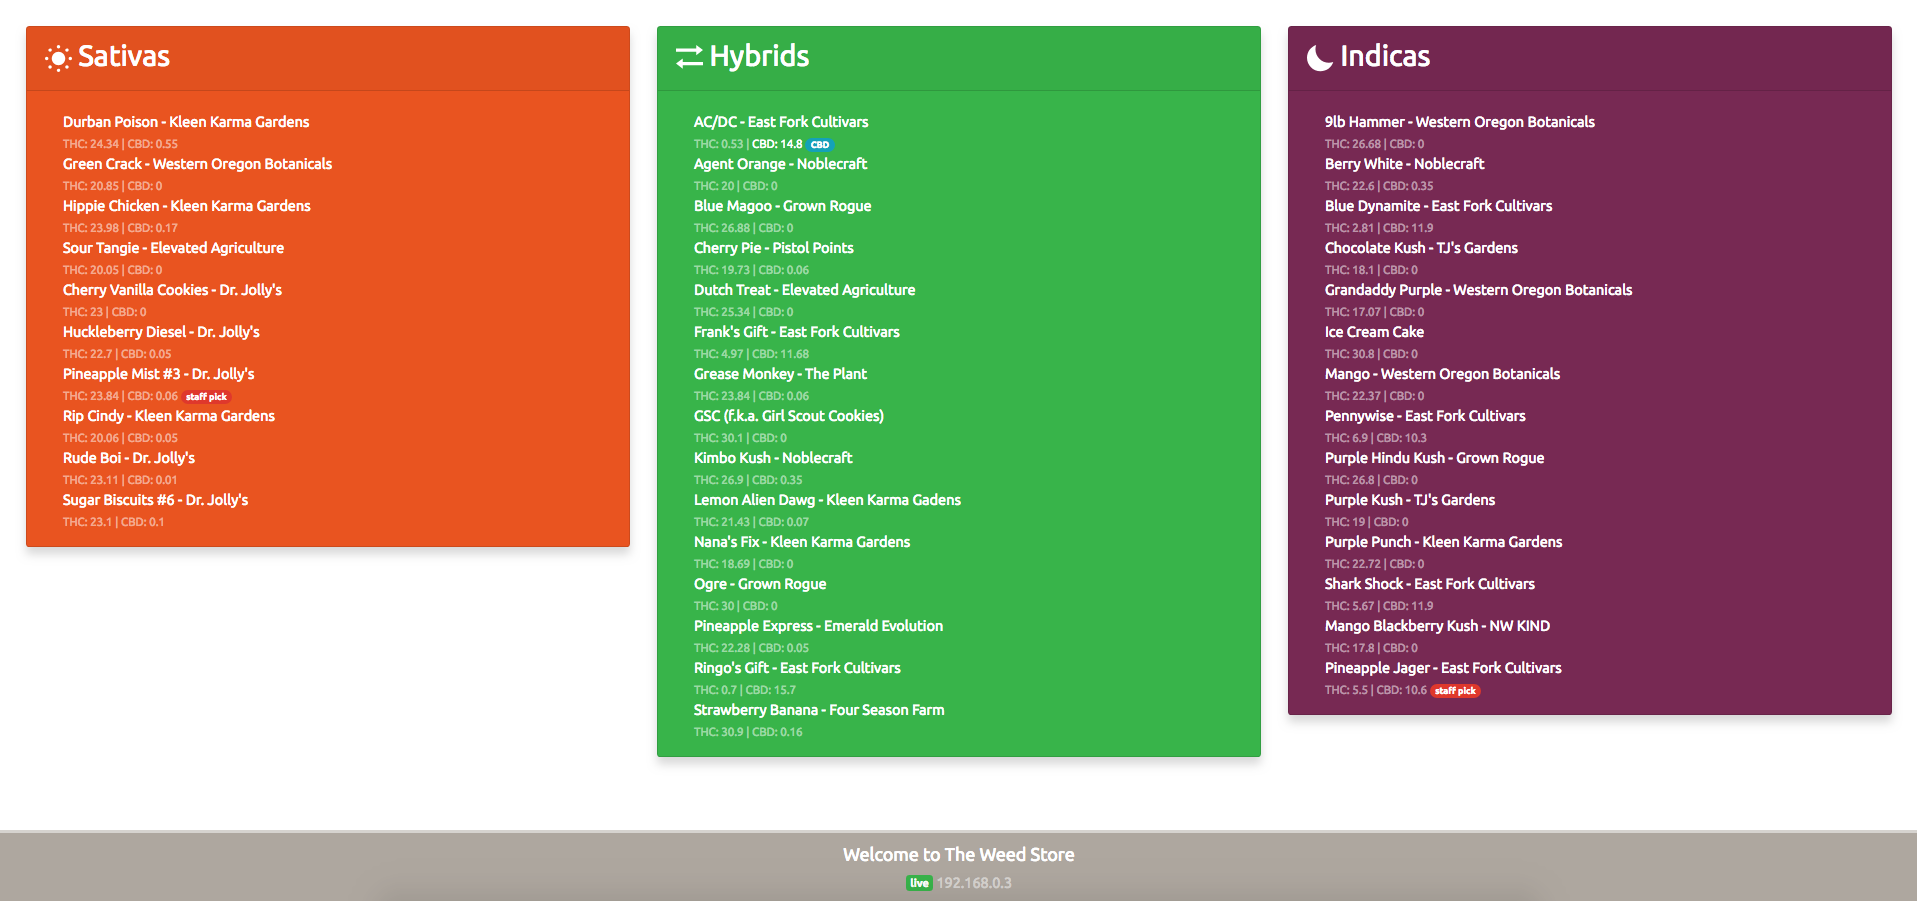 Sativas
Durban Poison - Kleen Karma Gardens
THC: 24.34 | CBD: 0.55
Green Crack - Western Oregon Botanicals
THC: 20.85 | CBD: 0
Hippie Chicken - Kleen Karma Gardens
THC: 23.98 | CBD: 0.17
Sour Tangie - Elevated Agriculture
THC: 20.05 | CBD: 0
Cherry Vanilla Cookies - Dr. Jolly's
THC: 23 | CBD: 0
Huckleberry Diesel - Dr. Jolly's
THC: 22.7 | CBD: 0.05
Pineapple Mist #3 - Dr. Jolly's
THC: 23.84 | CBD: 0.06 staff pick
Rip Cindy - Kleen Karma Gardens
THC: 20.06 | CBD: 0.05
Rude Boi - Dr. Jolly's
THC: 23.11 | CBD: 0.01
Sugar Biscuits #6 - Dr. Jolly's
THC: 23.1 | CBD: 0.1
Hybrids
AC/DC - East Fork Cultivars
THC: 0.53 | CBD: 14.8 CBD
Agent Orange - Noblecraft
THC: 20 | CBD: 0
Blue Magoo - Grown Rogue
THC: 26.88 | CBD: 0
Cherry Pie - Pistol Points
THC: 19.73 | CBD: 0.06
Dutch Treat - Elevated Agriculture
THC: 25.34 | CBD: 0
Frank's Gift - East Fork Cultivars
THC: 4.97 | CBD: 11.68
Grease Monkey - The Plant
THC: 23.84 | CBD: 0.06
GSC (f.k.a. Girl Scout Cookies)
THC: 30.1 | CBD: 0
Kimbo Kush - Noblecraft
THC: 26.9 | CBD: 0.35
Lemon Alien Dawg - Kleen Karma Gadens
THC: 21.43 | CBD: 0.07
Nana's Fix - Kleen Karma Gardens
THC: 18.69 | CBD: 0
Ogre - Grown Rogue
THC: 30 | CBD: 0
Pineapple Express - Emerald Evolution
THC: 22.28 | CBD: 0.05
Ringo's Gift - East Fork Cultivars
THC: 0.7 | CBD: 15.7
Strawberry Banana - Four Season Farm
THC: 30.9 | CBD: 0.16
Indicas
9lb Hammer - Western Oregon Botanicals
THC: 26.68 | CBD: 0
Berry White - Noblecraft
THC: 22.6 | CBD: 0.35
Blue Dynamite - East Fork Cultivars
THC: 2.81 | CBD: 11.9
Chocolate Kush - TJ's Gardens
THC: 18.1 | CBD: 0
Grandaddy Purple - Western Oregon Botanicals
THC: 17.07 | CBD: 0
Ice Cream Cake
THC: 30.8 | CBD: 0
Mango - Western Oregon Botanicals
THC: 22.37 | CBD: 0
Pennywise - East Fork Cultivars
THC: 6.9 | CBD: 10.3
Purple Hindu Kush - Grown Rogue
THC: 26.8 | CBD: 0
Purple Kush - TJ's Gardens
THC: 19 | CBD: 0
Purple Punch - Kleen Karma Gardens
THC: 22.72 | CBD: 0
Shark Shock - East Fork Cultivars
THC: 5.67 | CBD: 11.9
Mango Blackberry Kush - NW KIND
THC: 17.8 | CBD: 0
Pineapple Jager - East Fork Cultivars
THC: 5.5 | CBD: 10.6 staff pick
Welcome to The Weed Store
live 192.168.0.3